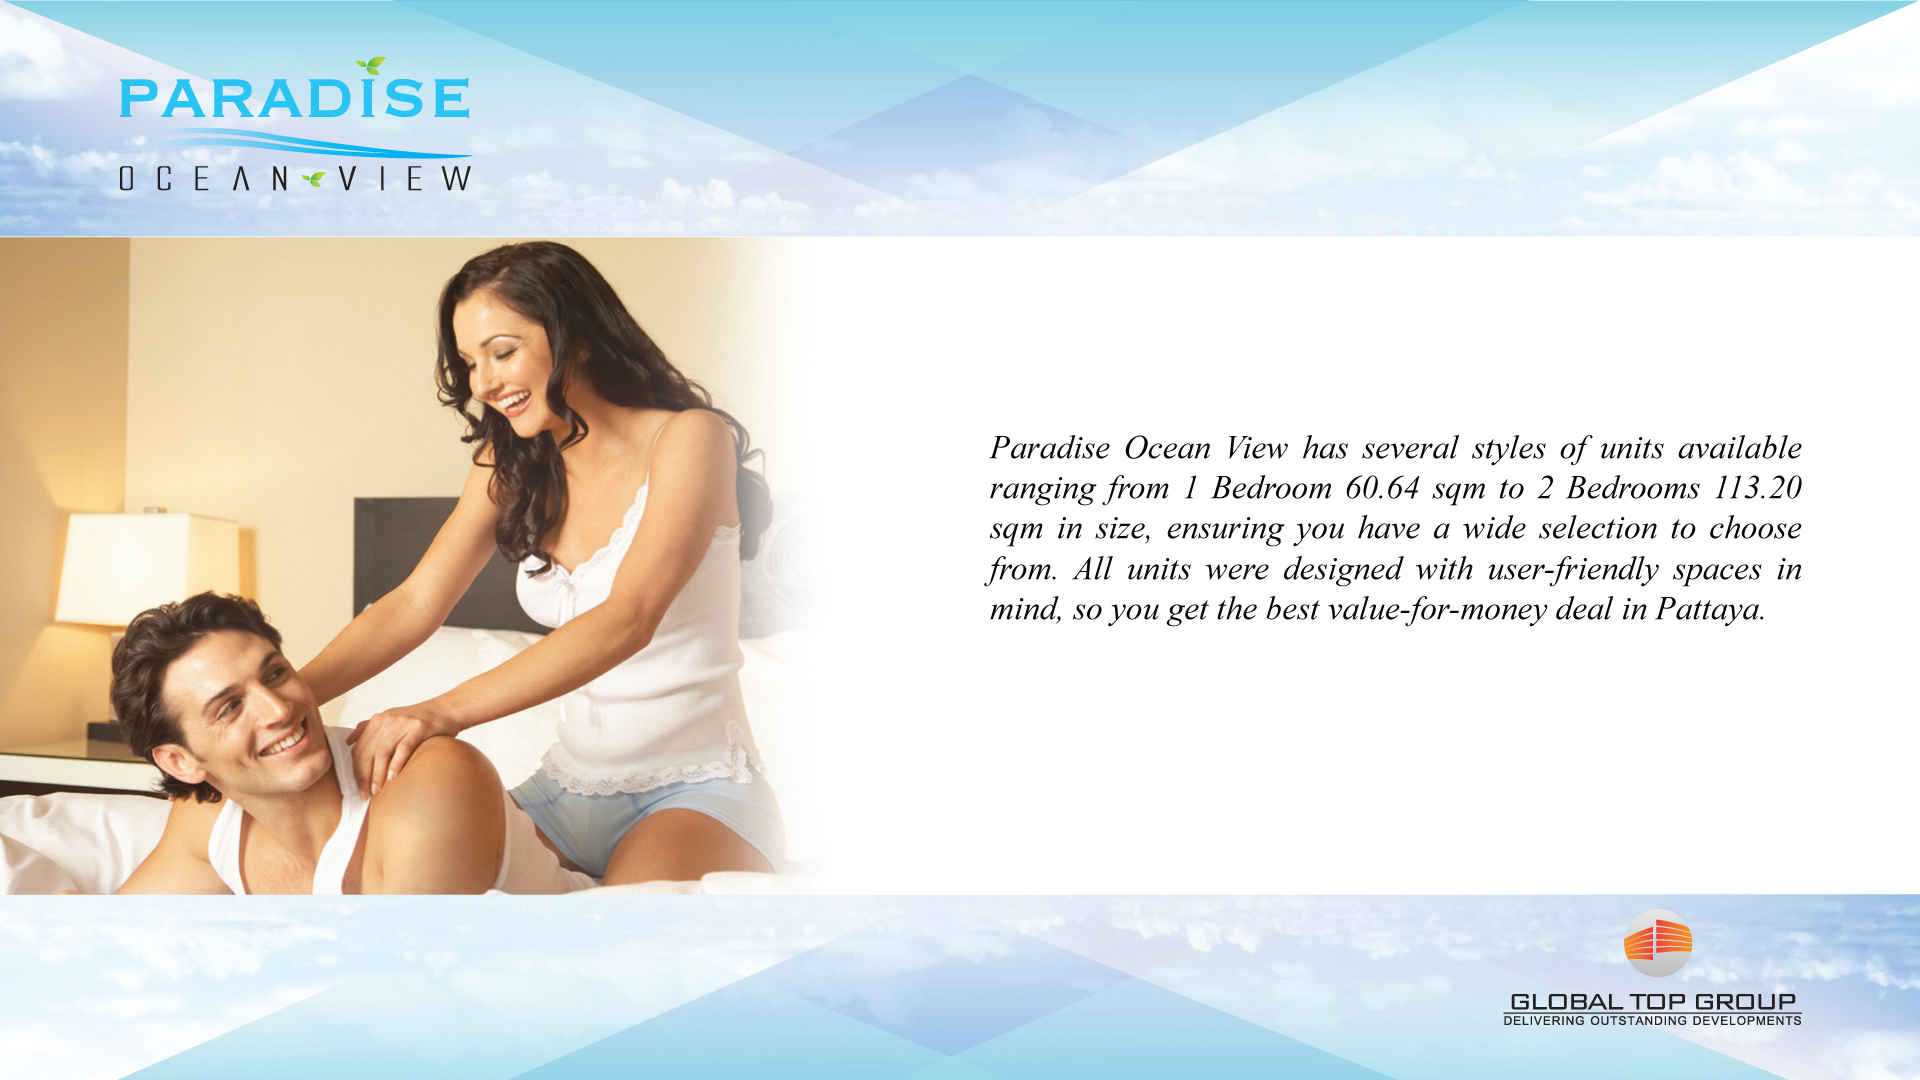 PARADISE
OCEAN VIEW
Paradise Ocean View has several styles of units available
ranging from 1 Bedroom 60.64 sqm to 2 Bedrooms 113.20
sqm in size, ensuring you have a wide selection to choose
from. All units were designed with user-friendly spaces in
mind, so you get the best value-for-money deal in Pattaya.
GLOBAL TOP GROUP
DELIVERING OUTSTANDING DEVELOPMENTS